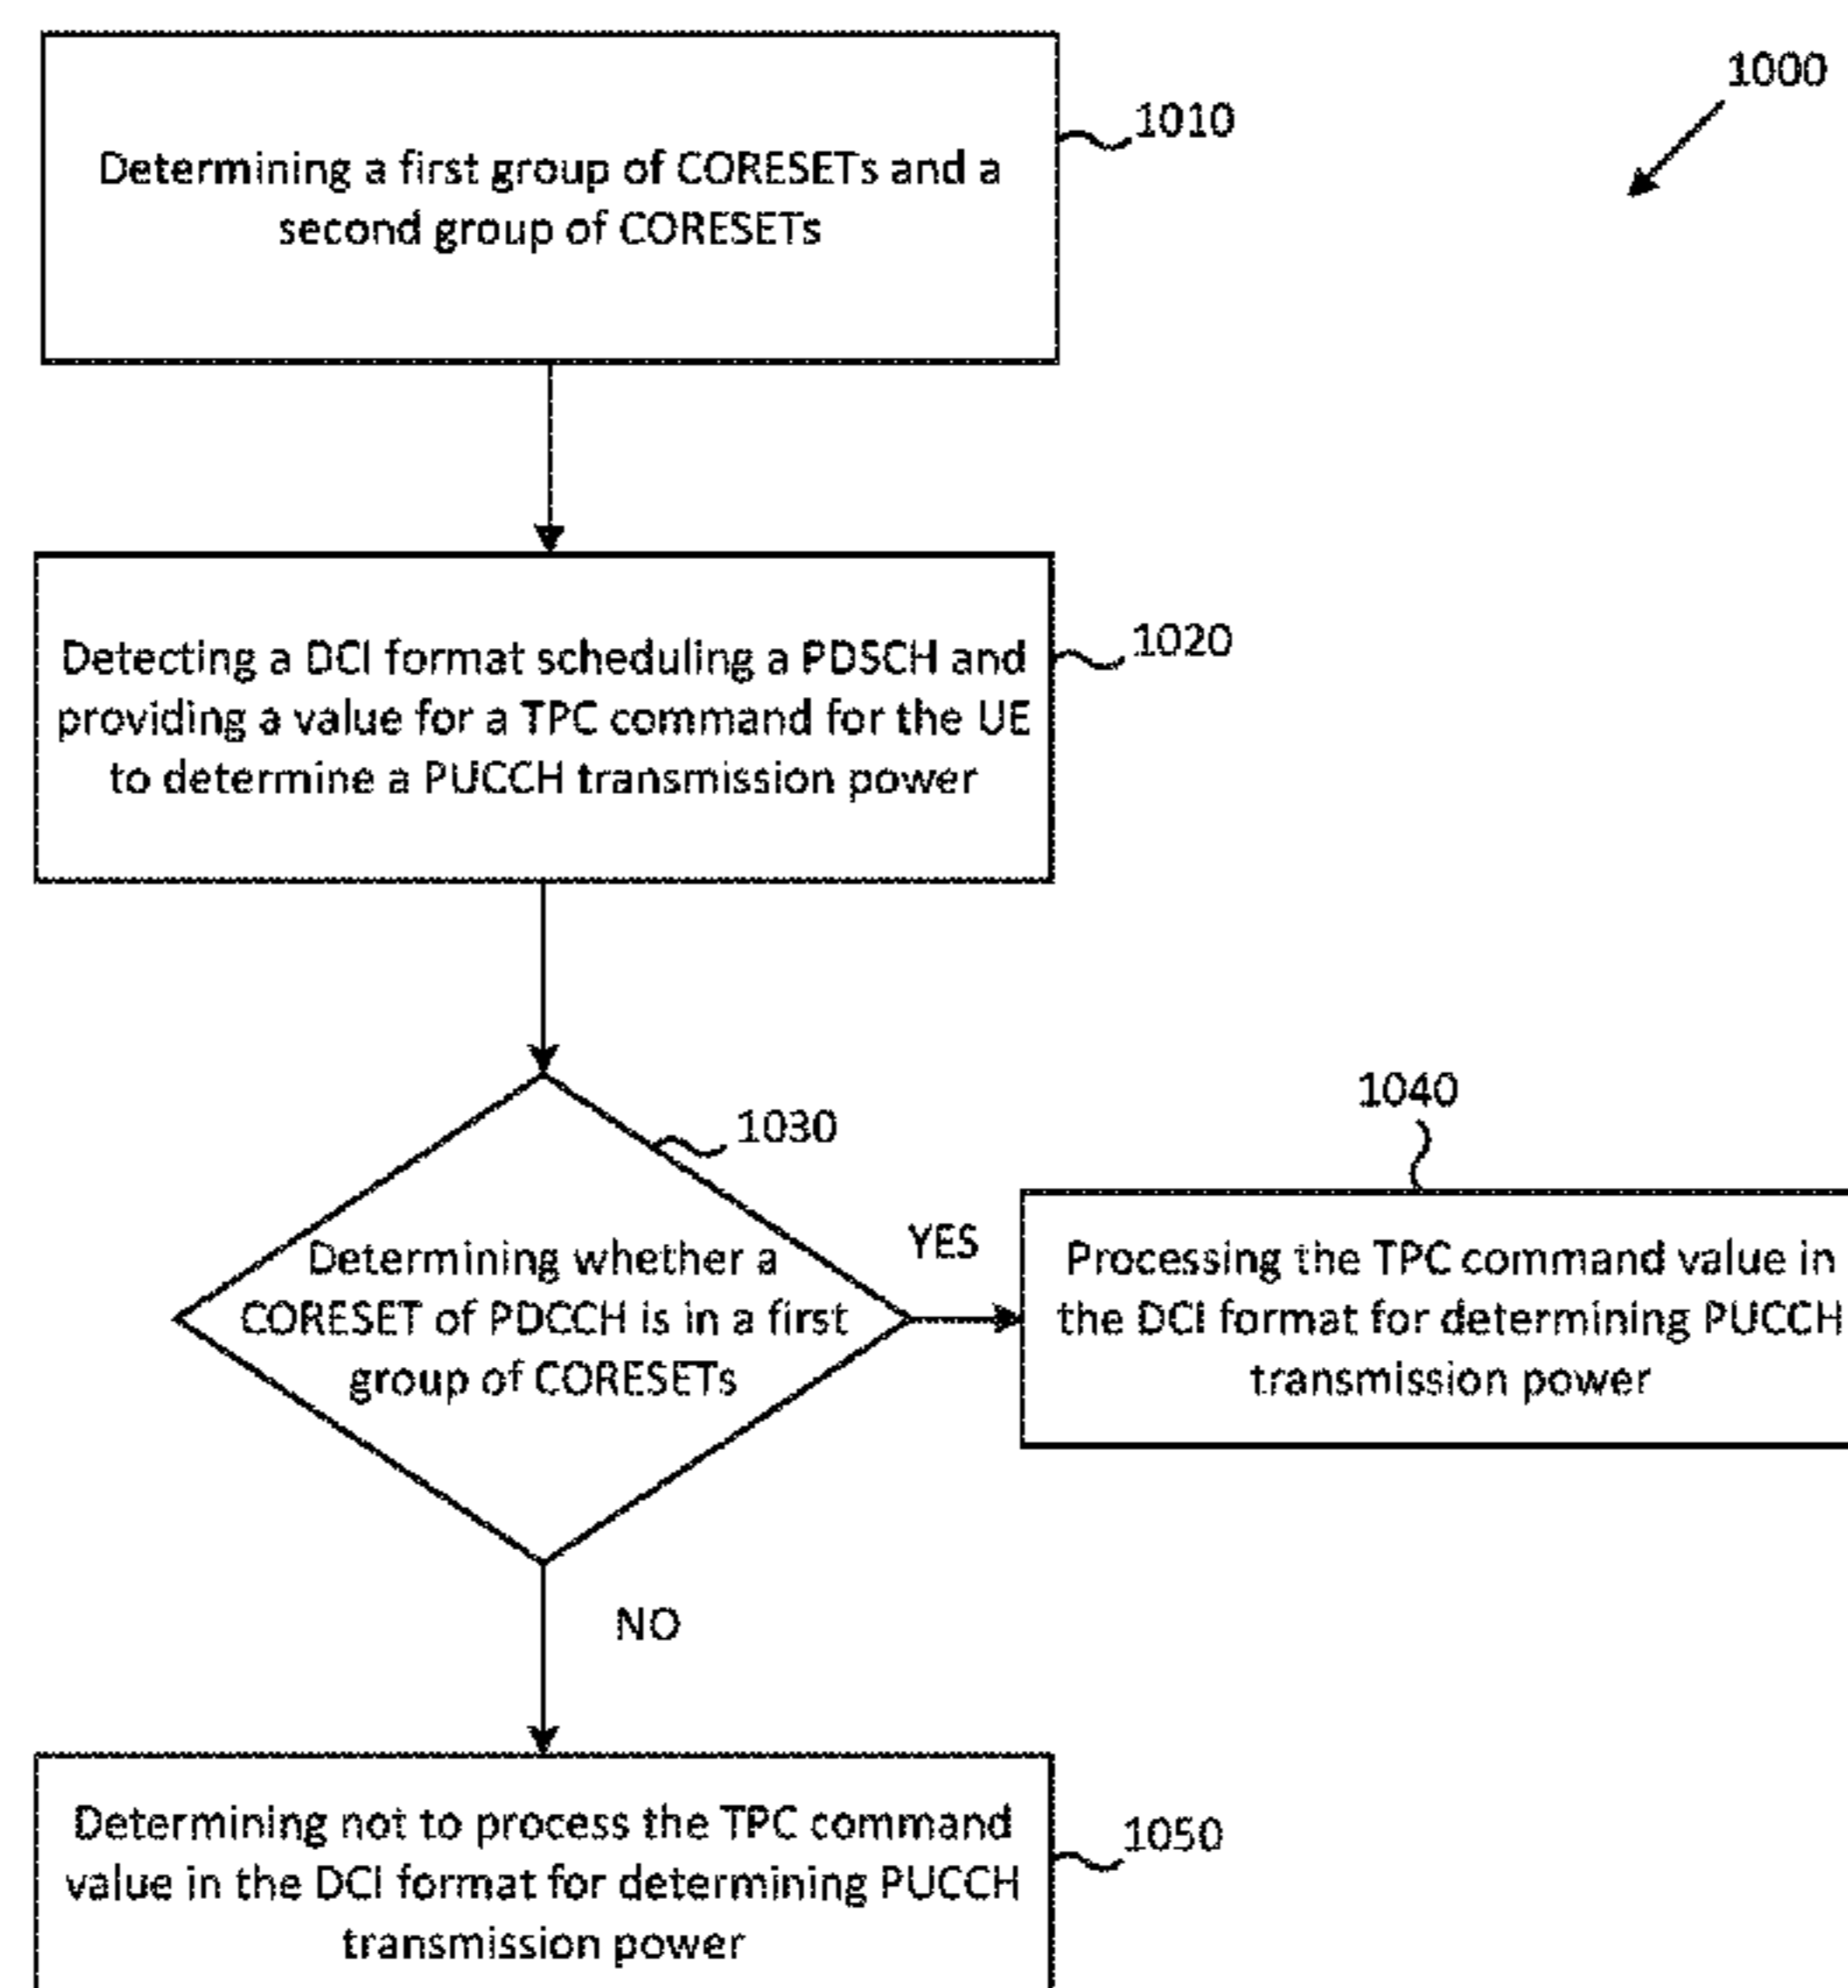 1000
1010
Determining a first group of CORESETs and a
second group of CORESETs
1020
Detecting a DCI format scheduling a PDSCH and
providing a value for a TPC command for the UE
to determine a PUCCH transmission power
1030
Determining whether a
CORESET of PDCCH is in a first
group of CORESETs
YES
1040
Processing the TPC command value in
the DCI format for determining PUCCH
transmission power
NO
1050
Determining not to process the TPC command
value in the DCI format for determining PUCCH
transmission power